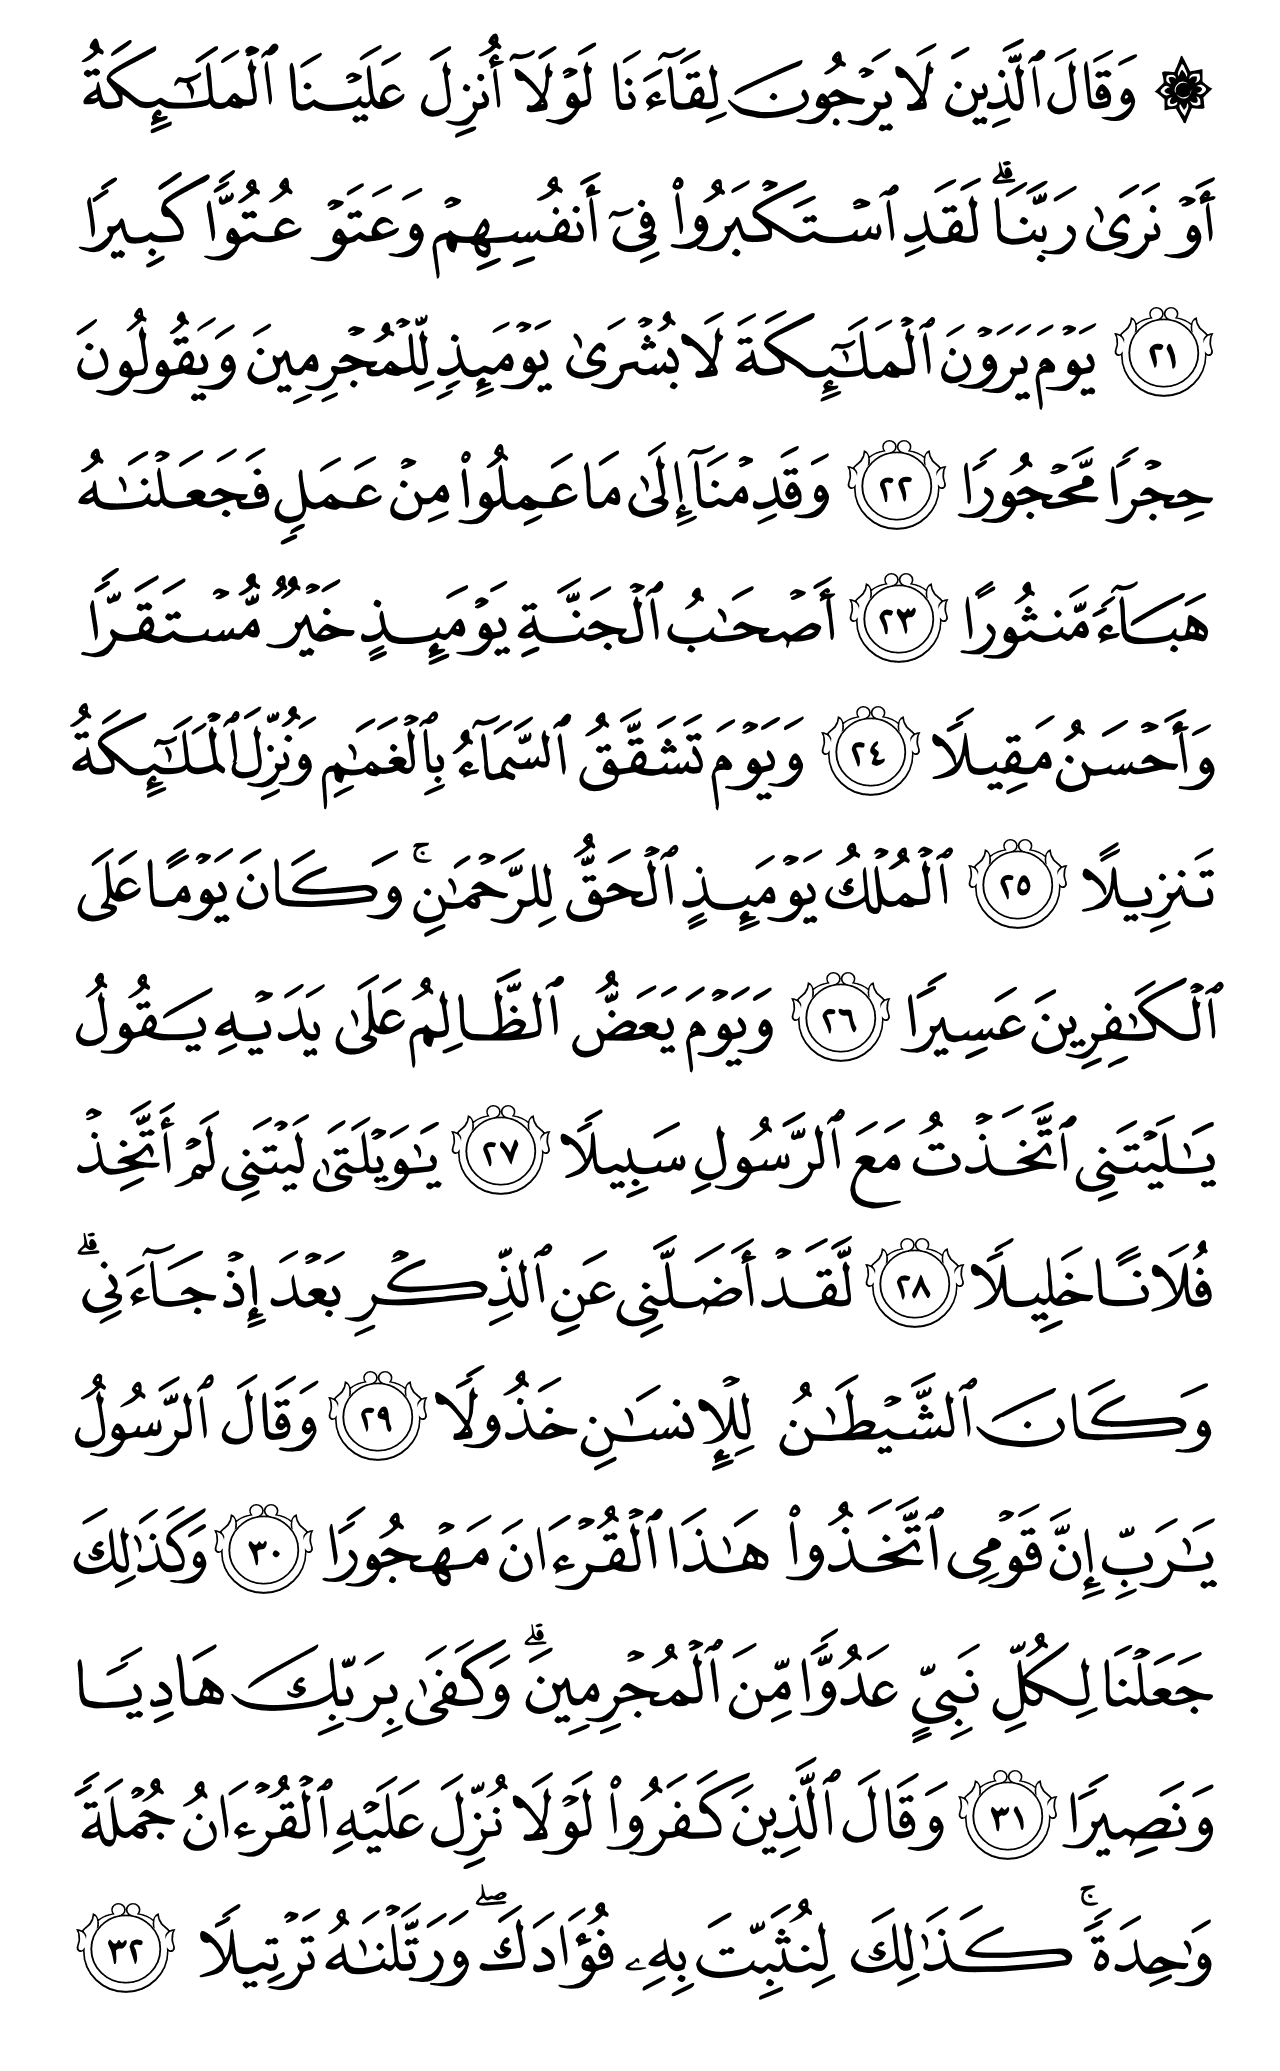 ۞ وَقَالَ ٱلَّذِينَ لَا يَرۡجُونَ لِقَآءَنَا لَوۡلَآ أُنزِلَ عَلَيۡنَا ٱلۡمَلَٰٓئِكَةُ
أَوۡ نَرَىٰ رَبَّنَاۗ لَقَدِ ٱسۡتَكۡبَرُواْ فِيٓ أَنفُسِهِمۡ وَعَتَوۡ عُتُوّٗا كَبِيرٗا
٢١ يَوۡمَ يَرَوۡنَ ٱلۡمَلَٰٓئِكَةَ لَا بُشۡرَىٰ يَوۡمَئِذٖ لِّلۡمُجۡرِمِينَ وَيَقُولُونَ
حِجۡرٗا مَّحۡجُورٗا ٢٢ وَقَدِمۡنَآ إِلَىٰ مَا عَمِلُواْ مِنۡ عَمَلٖ فَجَعَلۡنَٰهُ
هَبَآءٗ مَّنثُورًا ٢٣ أَصۡحَٰبُ ٱلۡجَنَّةِ يَوۡمَئِذٍ خَيۡرٞ مُّسۡتَقَرّٗا
وَأَحۡسَنُ مَقِيلٗا ٢٤ وَيَوۡمَ تَشَقَّقُ ٱلسَّمَآءُ بِٱلۡغَمَٰمِ وَنُزِّلَ ٱلۡمَلَٰٓئِكَةُ
تَنزِيلًا ٢٥ ٱلۡمُلۡكُ يَوۡمَئِذٍ ٱلۡحَقُّ لِلرَّحۡمَٰنِۚ وَكَانَ يَوۡمًا عَلَى
ٱلۡكَٰفِرِينَ عَسِيرٗا ٢٦ وَيَوۡمَ يَعَضُّ ٱلظَّالِمُ عَلَىٰ يَدَيۡهِ يَقُولُ
يَٰلَيۡتَنِي ٱتَّخَذۡتُ مَعَ ٱلرَّسُولِ سَبِيلٗا ٢٧ يَٰوَيۡلَتَىٰ لَيۡتَنِي لَمۡ أَتَّخِذۡ
فُلَانًا خَلِيلٗا ٢٨ لَّقَدۡ أَضَلَّنِي عَنِ ٱلذِّكۡرِ بَعۡدَ إِذۡ جَآءَنِيۗ
وَكَانَ ٱلشَّيۡطَٰنُ لِلۡإِنسَٰنِ خَذُولٗا ٢٩ وَقَالَ ٱلرَّسُولُ
يَٰرَبِّ إِنَّ قَوۡمِي ٱتَّخَذُواْ هَٰذَا ٱلۡقُرۡءَانَ مَهۡجُورٗا ٣٠ وَكَذَٰلِكَ
جَعَلۡنَا لِكُلِّ نَبِيٍّ عَدُوّٗا مِّنَ ٱلۡمُجۡرِمِينَۗ وَكَفَىٰ بِرَبِّكَ هَادِيٗا
وَنَصِيرٗا ٣١ وَقَالَ ٱلَّذِينَ كَفَرُواْ لَوۡلَا نُزِّلَ عَلَيۡهِ ٱلۡقُرۡءَانُ جُمۡلَةٗ
وَٰحِدَةٗۚ كَذَٰلِكَ لِنُثَبِّتَ بِهِۦ فُؤَادَكَۖ وَرَتَّلۡنَٰهُ تَرۡتِيلٗا ٣٢